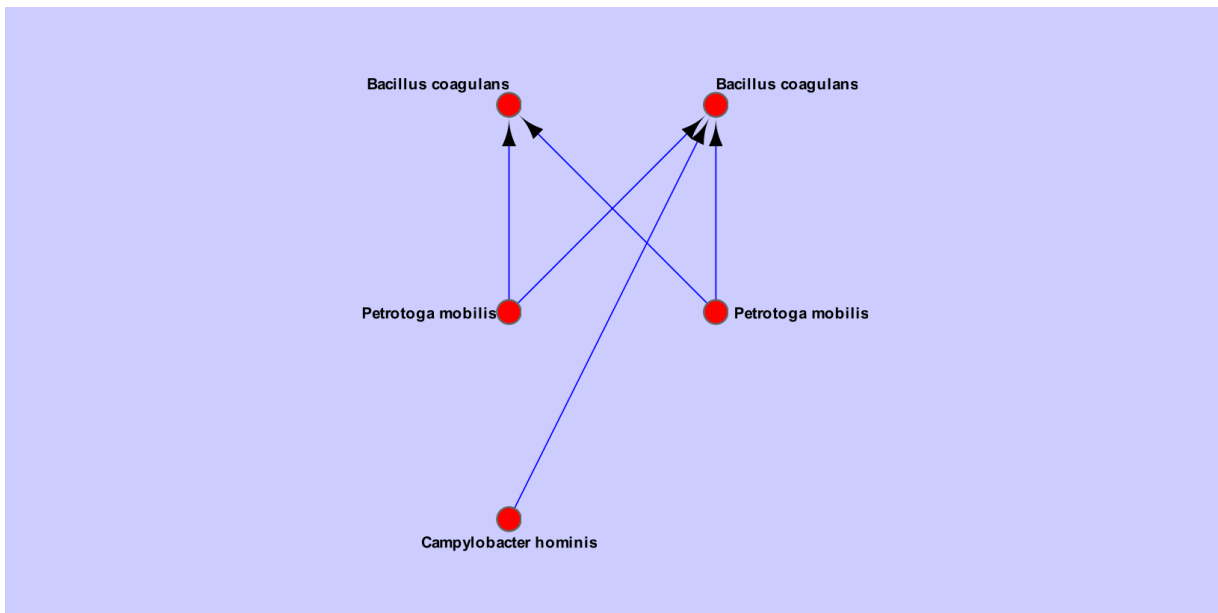 Bacillus coagulans
Bacillus coagulans
Petrotoga mobilis
Petrotoga mobilis
Campylobacter hominis